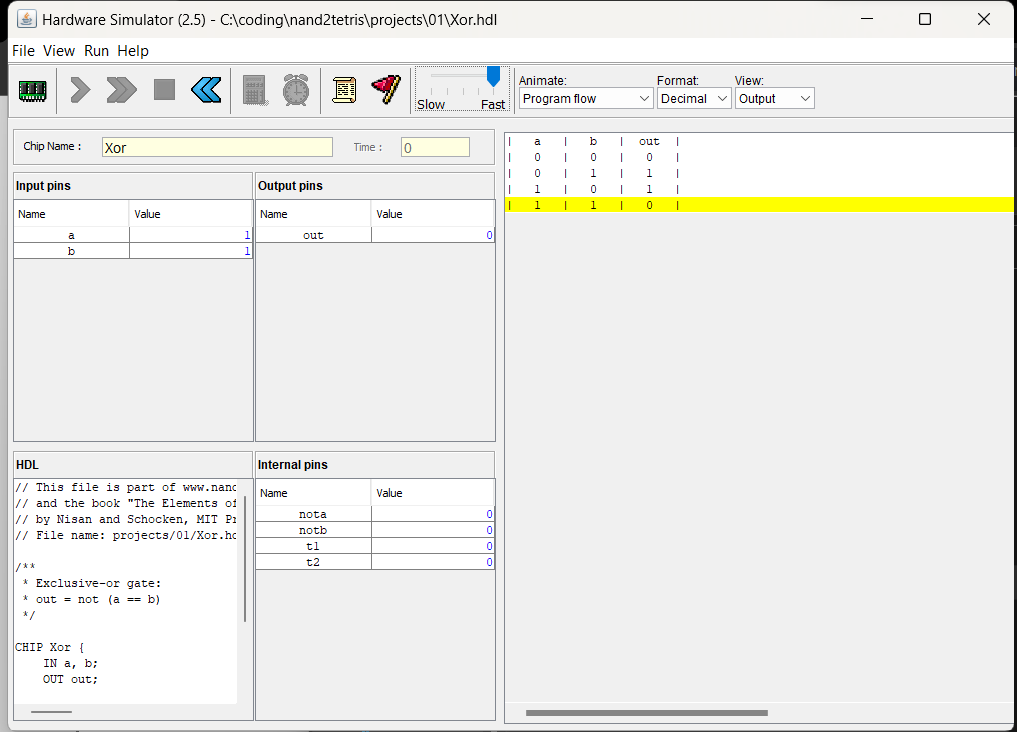 Hardware Simulator (2.5) - C:\coding\nand2tetris\projects\01\Xor.hdl
File View Run Help
Slow Fast
Animate: Format: View:
Program flow Decimal Output
Chip Name : Xor Time : 0
Input pins
Name Value
a 1
b 1
Output pins
Name Value
out 0
HDL
// This file is part of www.nand
// and the book "The Elements of
// by Nisan and Schocken, MIT Pr
// File name: projects/01/Xor.hd
/**
* Exclusive-or gate:
* out = not (a == b)
*/
CHIP Xor {
IN a, b;
OUT out;
Internal pins
Name Value
nota 0
notb 0
t1 0
t2 0
| a | b | out |
| 0 | 0 | 0 |
| 0 | 1 | 1 |
| 1 | 0 | 1 |
| 1 | 1 | 0 |